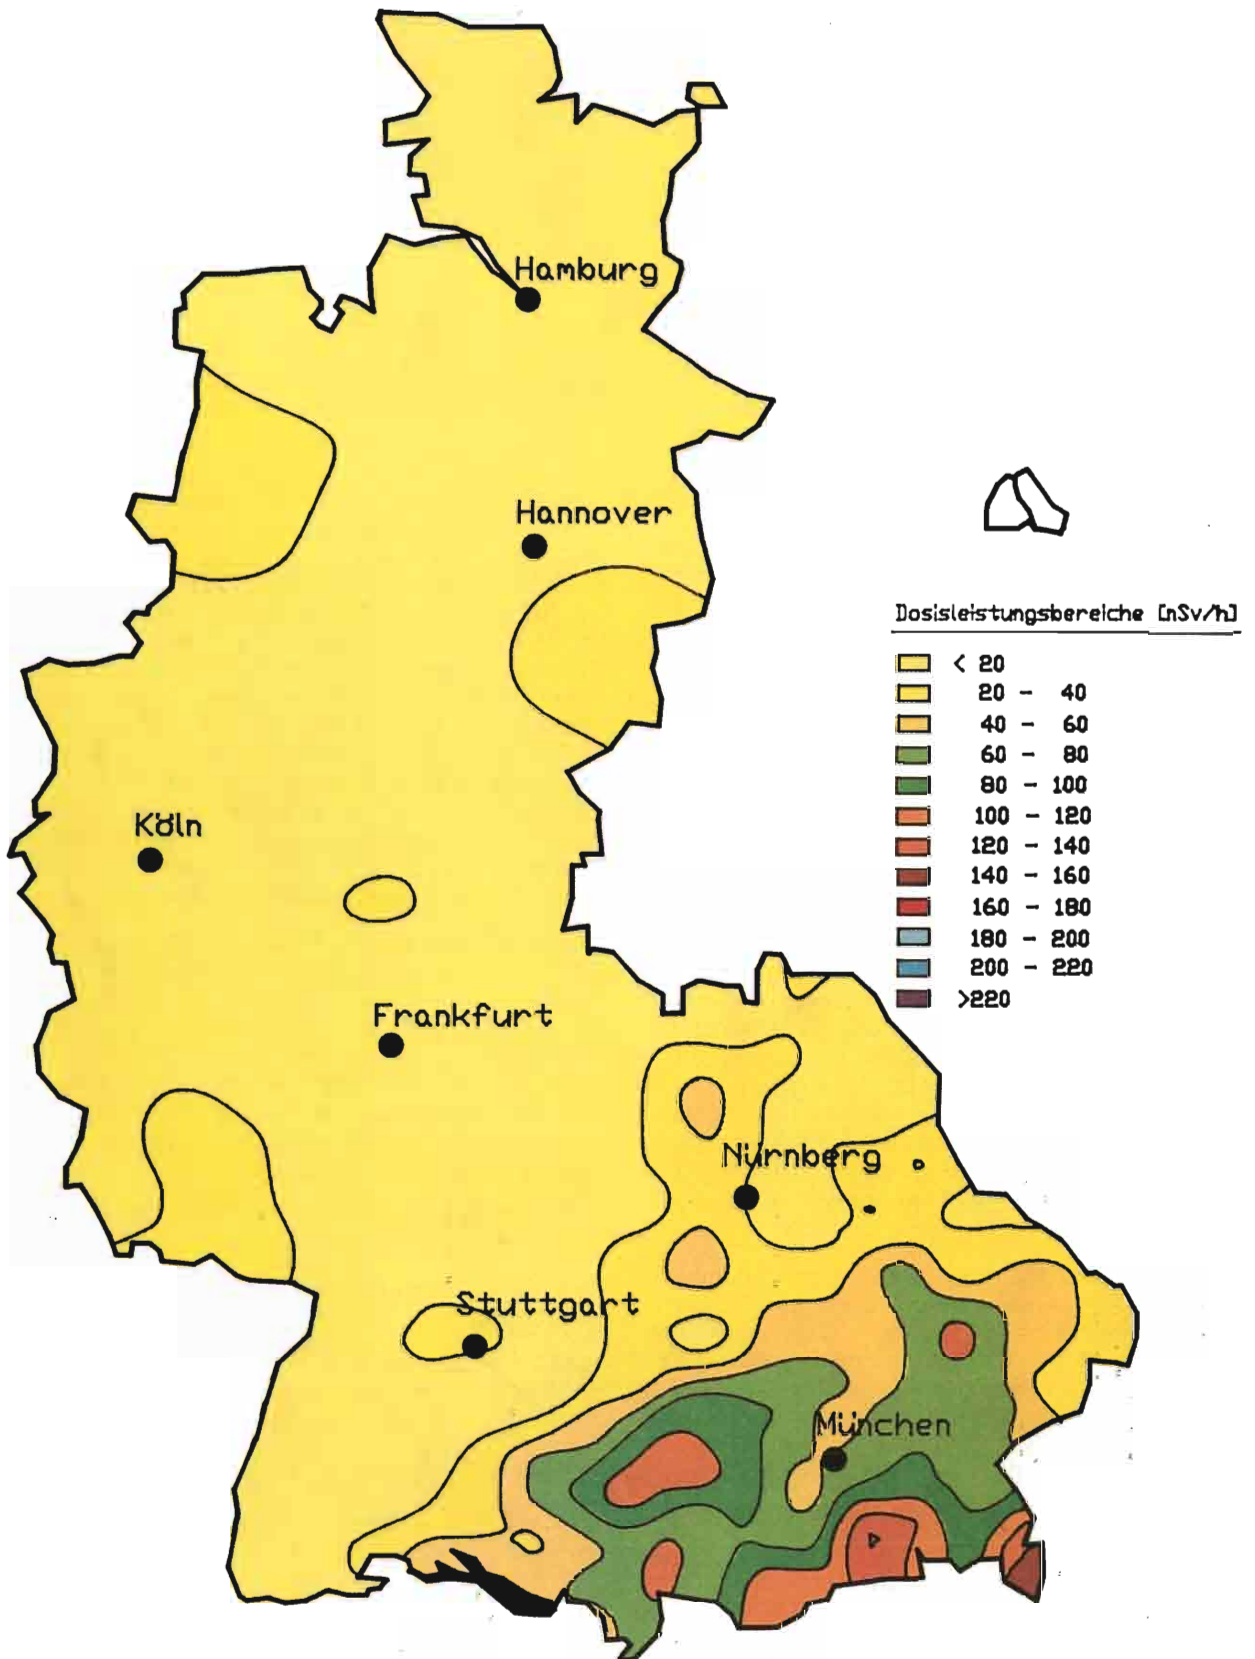 Hamburg
Hannover
Dosisleistungsbereiche [nSv/h]
< 20
20 - 40
40 - 60
60 - 80
80 - 100
100 - 120
120 - 140
140 - 160
160 - 180
180 - 200
200 - 220
>220
Köln
Frankfurt
Nürnberg
Stuttgart
München